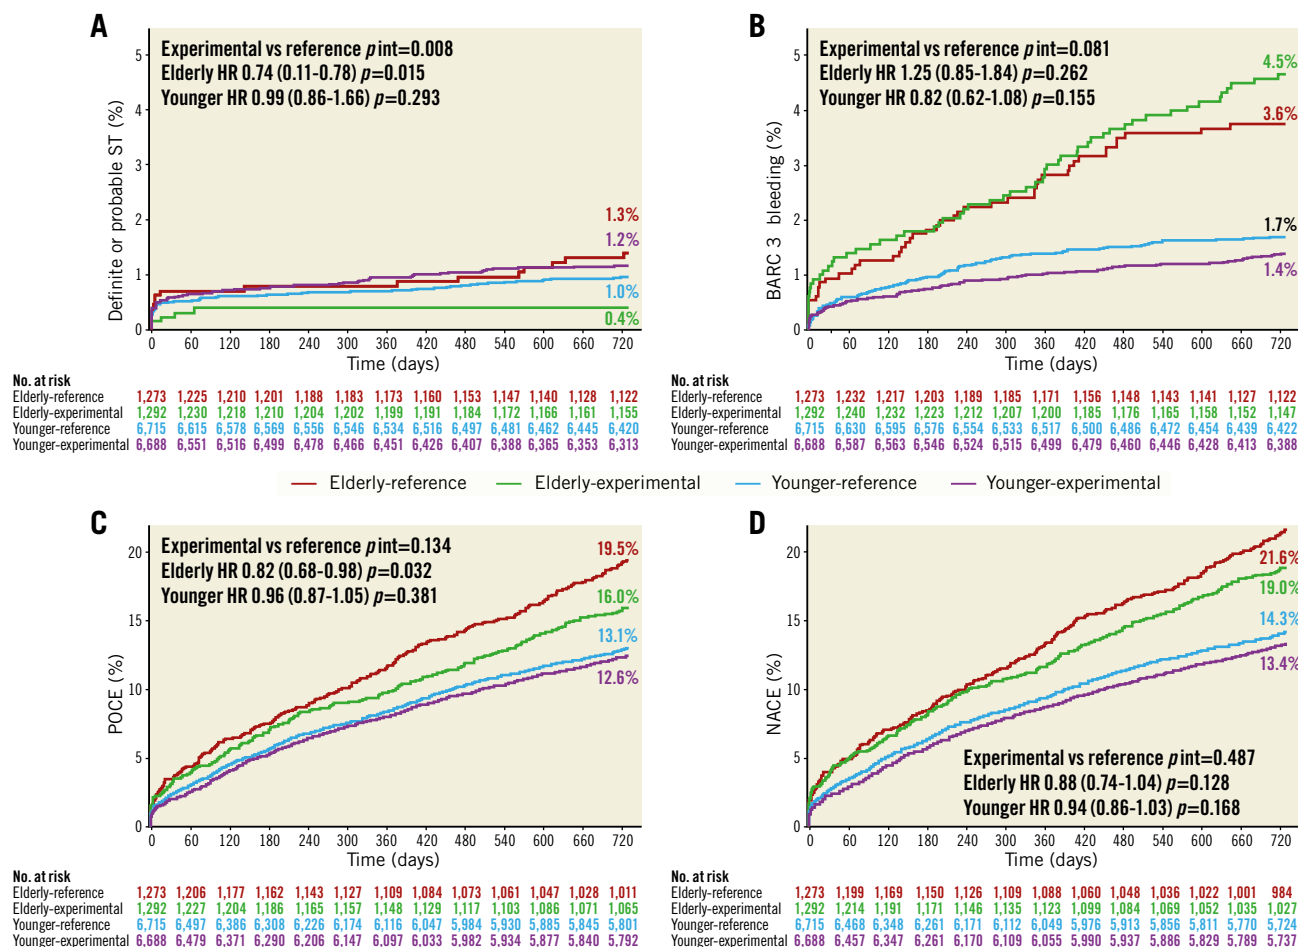 A
Experimental vs reference pint=0.008
Elderly HR 0.74 (0.11-0.78) p=0.015
Younger HR 0.99 (0.86-1.66) p=0.293
Definite or probable ST (%)
5
4
3
2
1
0
1.3%
1.2%
1.0%
0.4%
0 60 120 180 240 300 360 420 480 540 600 660 720
Time (days)
No. at risk
Elderly-reference 1,273 1,225 1,210 1,201 1,188 1,183 1,173 1,160 1,153 1,147 1,140 1,128 1,122
Elderly-experimental 1,292 1,230 1,218 1,210 1,204 1,202 1,199 1,191 1,184 1,172 1,166 1,161 1,155
Younger-reference 6,715 6,615 6,578 6,569 6,556 6,546 6,534 6,516 6,497 6,481 6,462 6,445 6,420
Younger-experimental 6,688 6,551 6,516 6,499 6,478 6,466 6,451 6,426 6,407 6,388 6,365 6,353 6,313
B
Experimental vs reference pint=0.081
Elderly HR 1.25 (0.85-1.84) p=0.262
Younger HR 0.82 (0.62-1.08) p=0.155
BARC 3 bleeding (%)
5
4
3
2
1
0
4.5%
3.6%
1.7%
1.4%
0 60 120 180 240 300 360 420 480 540 600 660 720
Time (days)
No. at risk
Elderly-reference 1,273 1,232 1,217 1,203 1,189 1,185 1,171 1,156 1,148 1,143 1,141 1,127 1,122
Elderly-experimental 1,292 1,240 1,232 1,223 1,212 1,207 1,200 1,185 1,176 1,165 1,158 1,152 1,147
Younger-reference 6,715 6,630 6,595 6,576 6,554 6,533 6,517 6,500 6,486 6,472 6,454 6,439 6,422
Younger-experimental 6,688 6,587 6,563 6,546 6,524 6,515 6,499 6,479 6,460 6,446 6,428 6,413 6,388
Elderly-reference Elderly-experimental Younger-reference Younger-experimental
C
Experimental vs reference pint=0.134
Elderly HR 0.82 (0.68-0.98) p=0.032
Younger HR 0.96 (0.87-1.05) p=0.381
POCE (%)
20
15
10
5
0
19.5%
16.0%
13.1%
12.6%
0 60 120 180 240 300 360 420 480 540 600 660 720
Time (days)
No. at risk
Elderly-reference 1,273 1,206 1,177 1,162 1,143 1,127 1,109 1,084 1,073 1,061 1,047 1,028 1,011
Elderly-experimental 1,292 1,227 1,204 1,186 1,165 1,157 1,148 1,129 1,117 1,103 1,086 1,071 1,065
Younger-reference 6,715 6,497 6,386 6,308 6,226 6,174 6,116 6,047 5,984 5,930 5,885 5,845 5,801
Younger-experimental 6,688 6,479 6,371 6,290 6,206 6,147 6,097 6,033 5,982 5,934 5,877 5,840 5,792
D
NACE (%)
20
15
10
5
0
21.6%
19.0%
14.3%
13.4%
Experimental vs reference pint=0.487
Elderly HR 0.88 (0.74-1.04) p=0.128
Younger HR 0.94 (0.86-1.03) p=0.168
0 60 120 180 240 300 360 420 480 540 600 660 720
Time (days)
No. at risk
Elderly-reference 1,273 1,199 1,169 1,150 1,126 1,109 1,088 1,060 1,048 1,036 1,022 1,001 984
Elderly-experimental 1,292 1,214 1,191 1,171 1,146 1,135 1,123 1,099 1,084 1,069 1,052 1,035 1,027
Younger-reference 6,715 6,468 6,348 6,261 6,171 6,112 6,049 5,976 5,913 5,856 5,811 5,770 5,724
Younger-experimental 6,688 6,457 6,347 6,261 6,170 6,109 6,055 5,990 5,937 5,886 5,828 5,789 5,737